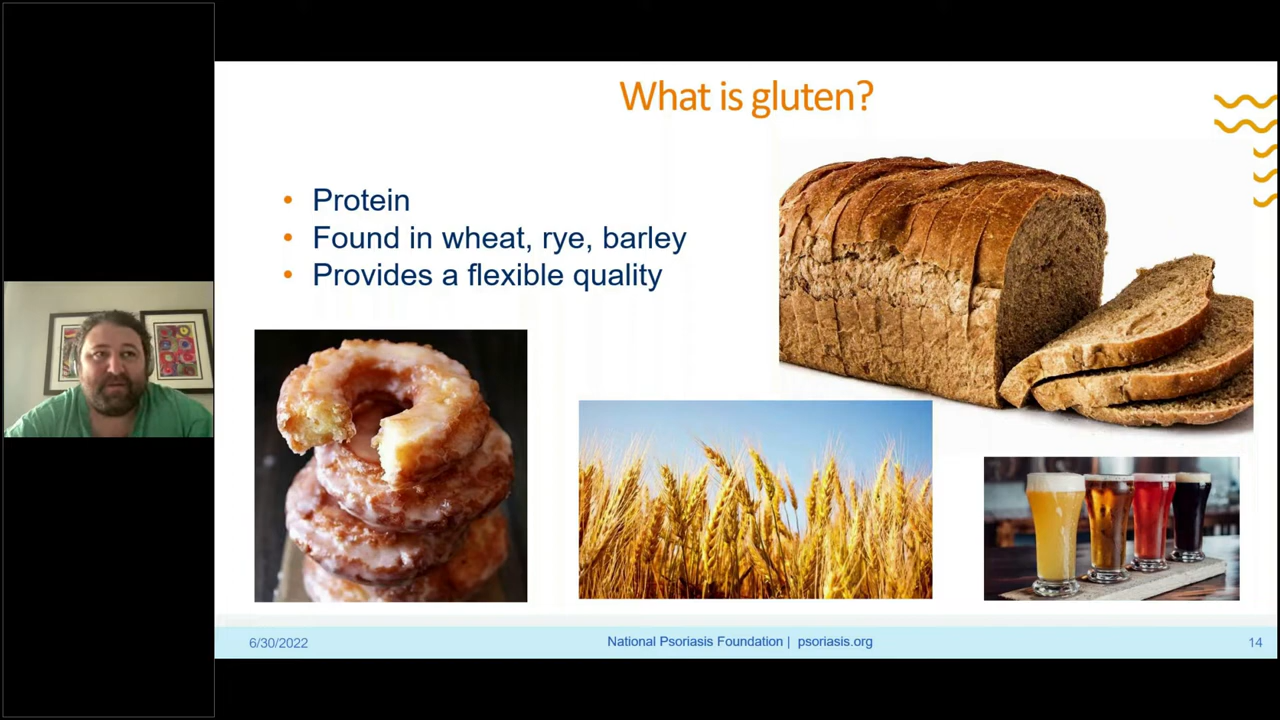 What is gluten?
• Protein
• Found in wheat, rye, barley
• Provides a flexible quality
6/30/2022
National Psoriasis Foundation | psoriasis.org
14